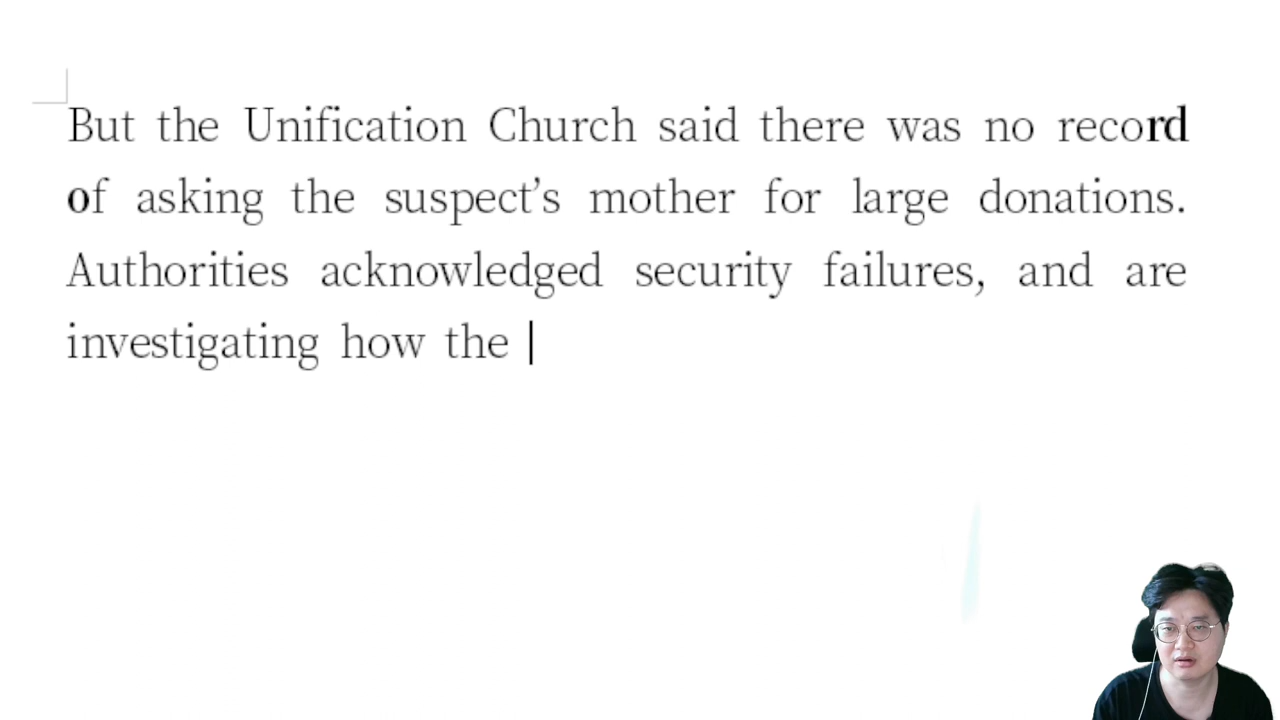 But the Unification Church said there was no record
of asking the suspect’s mother for large donations.
Authorities acknowledged security failures, and are
investigating how the